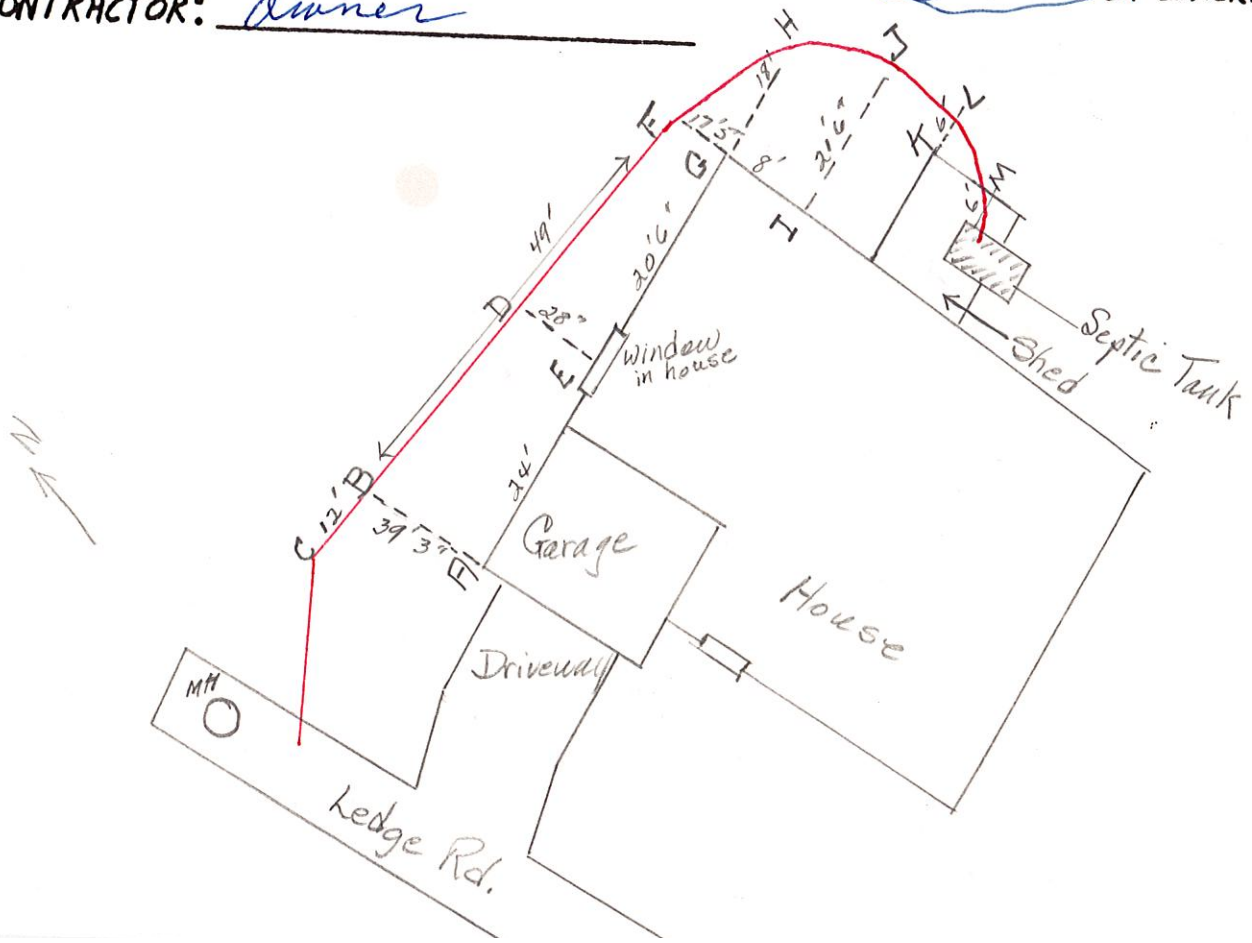 CONTRACTOR: Owner
H
J
18'
L
F
17'5"
6'
K
21'6"
G
8'
M
6'
I
49'
20'6"
D
28"
Window
in house
E
Septic Tank
Shed
N
24'
B
12'
39'3"
C
A
Garage
House
Driveway
MH
Ledge Rd.